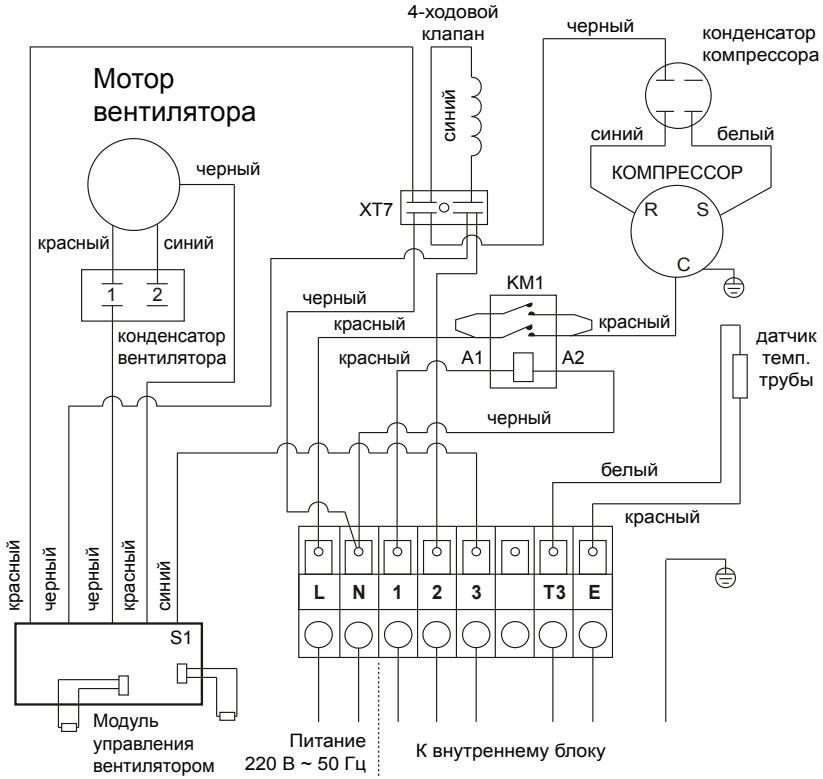 4-ходовой
клапан
черный
конденсатор
компрессора
Мотор
вентилятора
синий
синий
белый
черный
КОМПРЕССОР
XT7
R
S
C
красный
синий
1
2
конденсатор
вентилятора
черный
KM1
красный
красный
красный
A1
A2
датчик
темп.
трубы
черный
белый
красный
красный
черный
черный
красный
синий
L
N
1
2
3
T3
E
S1
Модуль
управления
вентилятором
Питание
220 В ~ 50 Гц
К внутреннему блоку